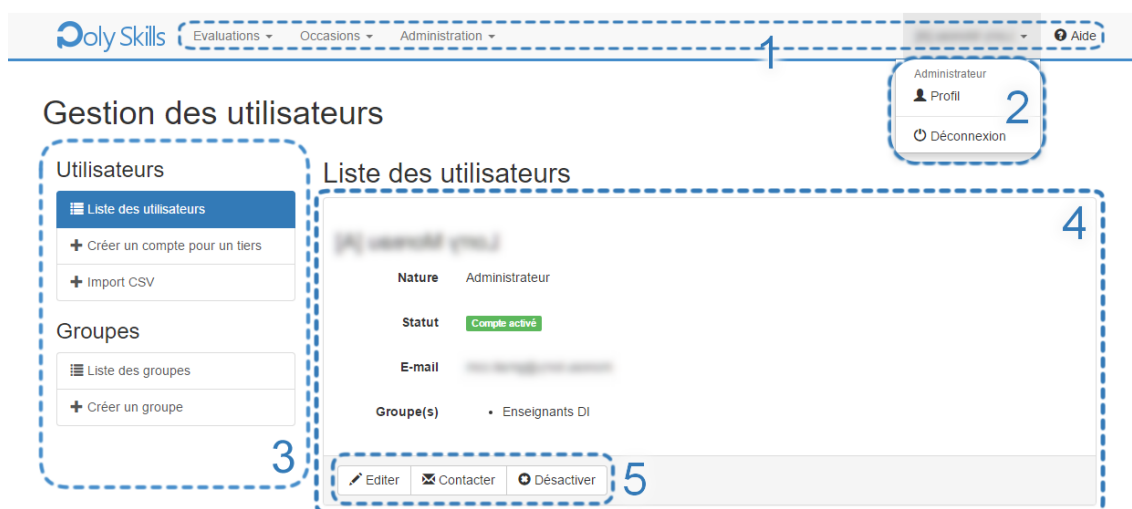 Poly Skills Evaluations Occasions Administration Aide
1
Administrateur
Profil
2
Déconnexion
Gestion des utilisateurs
Utilisateurs
Liste des utilisateurs
Créer un compte pour un tiers
Import CSV
Groupes
Liste des groupes
Créer un groupe
3
Liste des utilisateurs
4
Nature Administrateur
Statut Compte activé
E-mail
Groupe(s) • Enseignants DI
Editer Contacter Désactiver
5